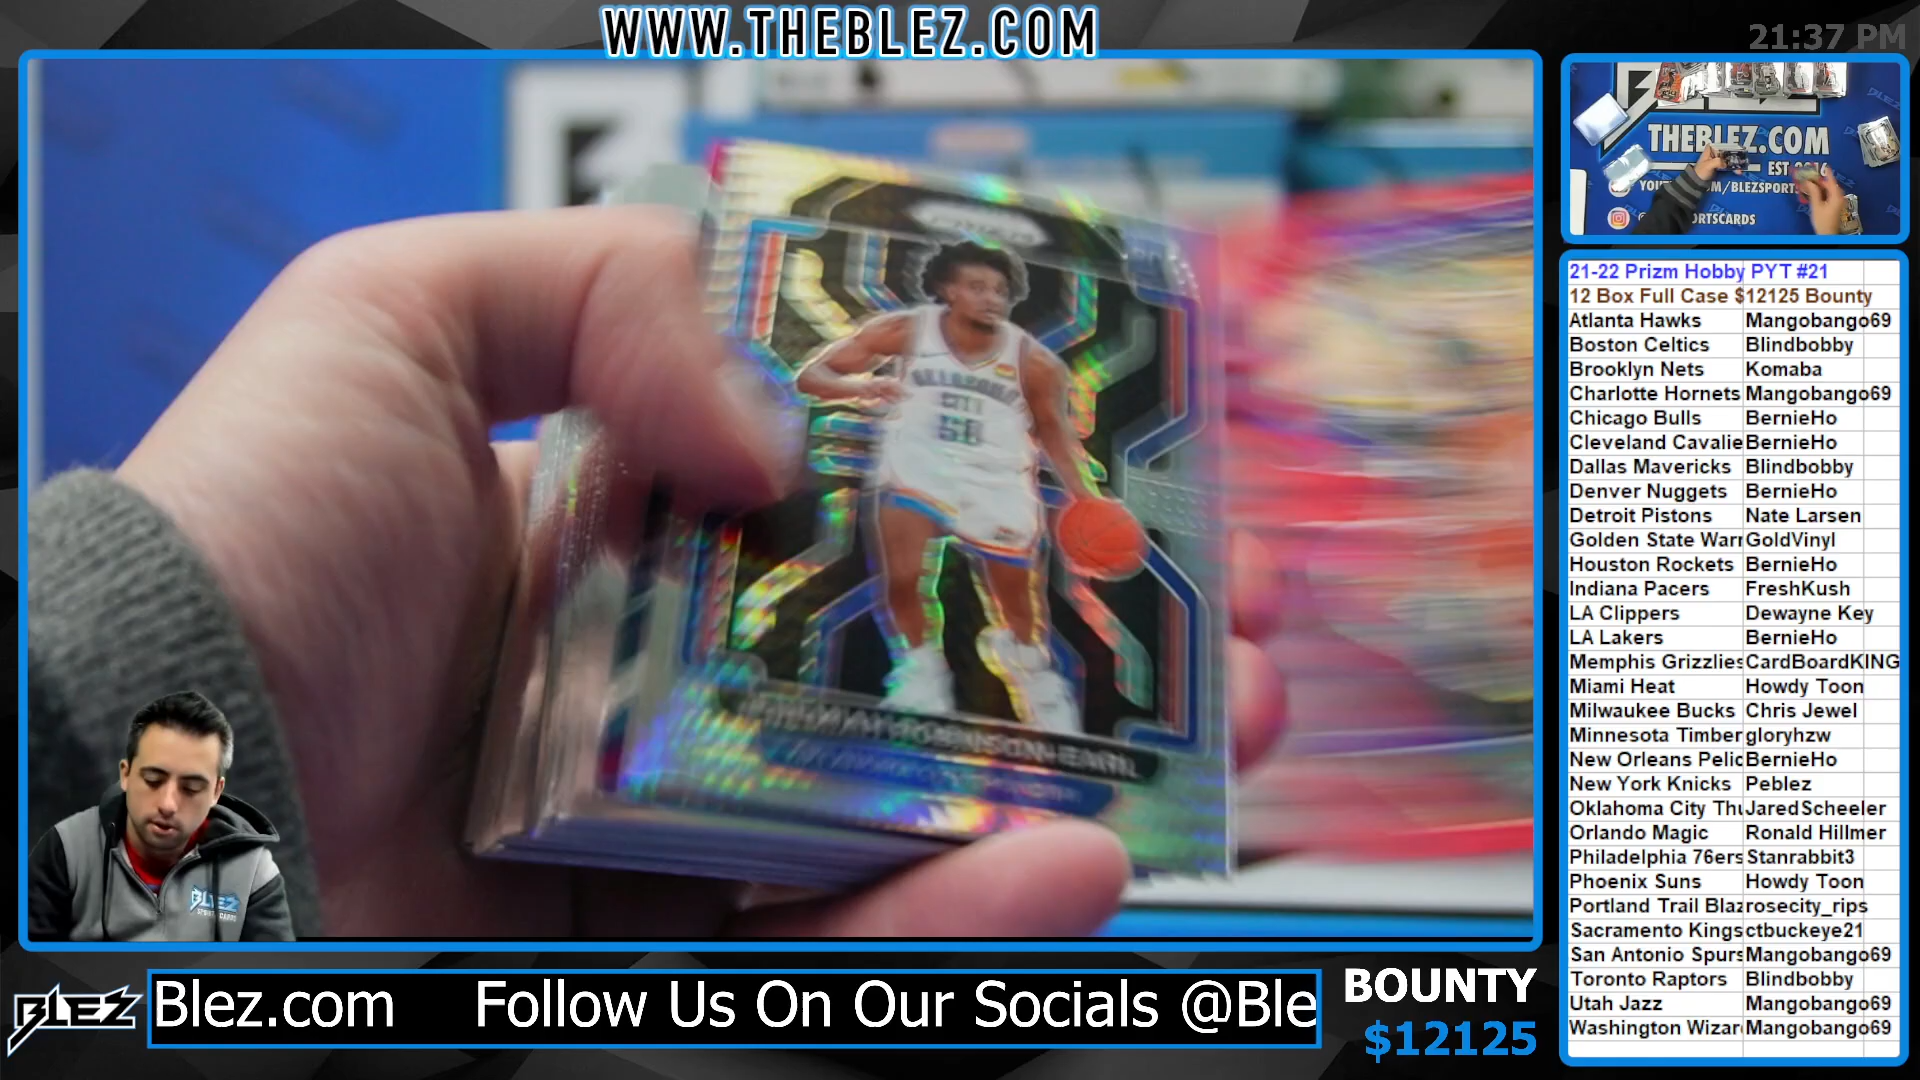 WWW.THEBLEZ.COM
21:37 PM
THEBLEZ.COM
21-22 Prizm Hobby PYT #21
12 Box Full Case $12125 Bounty
Atlanta Hawks Mangobango69
Boston Celtics Blindbobby
Brooklyn Nets Komaba
Charlotte Hornets Mangobango69
Chicago Bulls BernieHo
Cleveland Cavalie BernieHo
Dallas Mavericks Blindbobby
Denver Nuggets BernieHo
Detroit Pistons Nate Larsen
Golden State Warr GoldVinyl
Houston Rockets BernieHo
Indiana Pacers FreshKush
LA Clippers Dewayne Key
LA Lakers BernieHo
Memphis Grizzlies CardBoardKING
Miami Heat Howdy Toon
Milwaukee Bucks Chris Jewel
Minnesota Timber gloryhzw
New Orleans Pelic BernieHo
New York Knicks Peblez
Oklahoma City Thu JaredScheeler
Orlando Magic Ronald Hillmer
Philadelphia 76ers Stanrabbit3
Phoenix Suns Howdy Toon
Portland Trail Blaz rosecity_rips
Sacramento Kings ctbuckeye21
San Antonio Spurs Mangobango69
Toronto Raptors Blindbobby
Utah Jazz Mangobango69
Washington Wizar Mangobango69
CITY
50
JEREMIAH ROBINSON-EARL
BLEZ
BLEZ
Blez.com Follow Us On Our Socials @Ble
BOUNTY
$12125